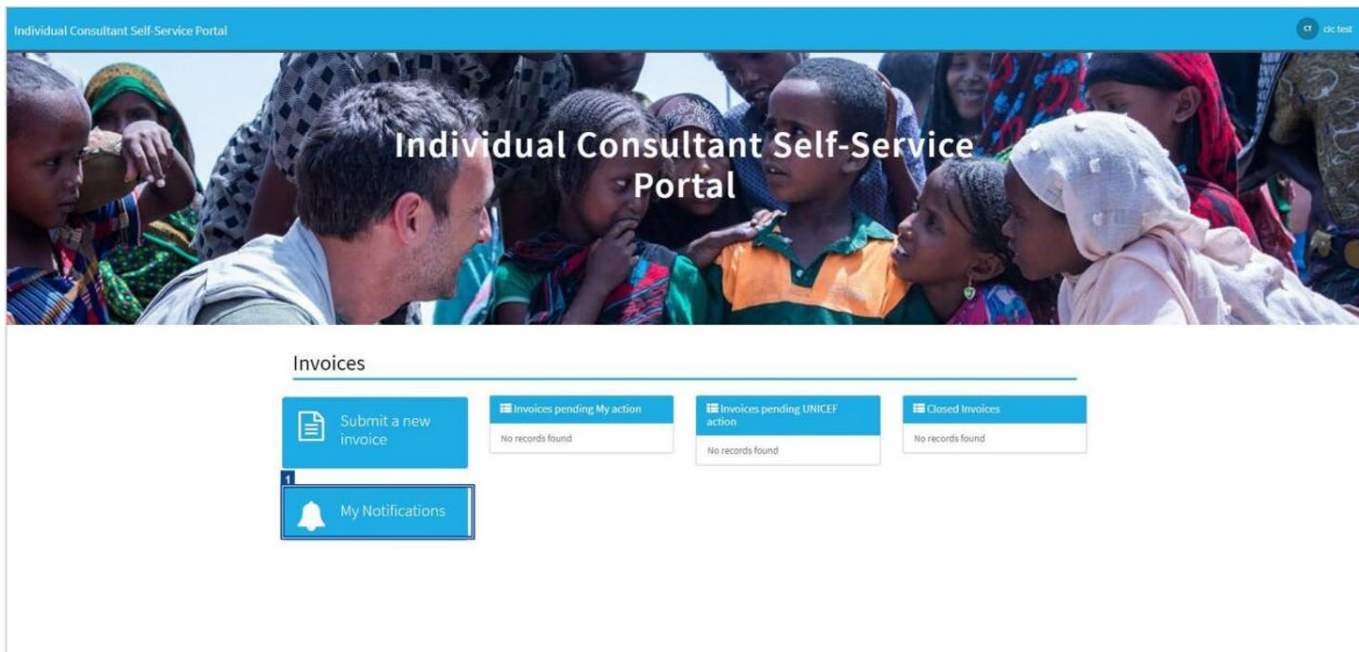 Individual Consultant Self-Service Portal
CT clc test
Individual Consultant Self-Service
Portal
Invoices
Submit a new
invoice
Invoices pending My action
No records found
Invoices pending UNICEF
action
No records found
Closed Invoices
No records found
1
My Notifications